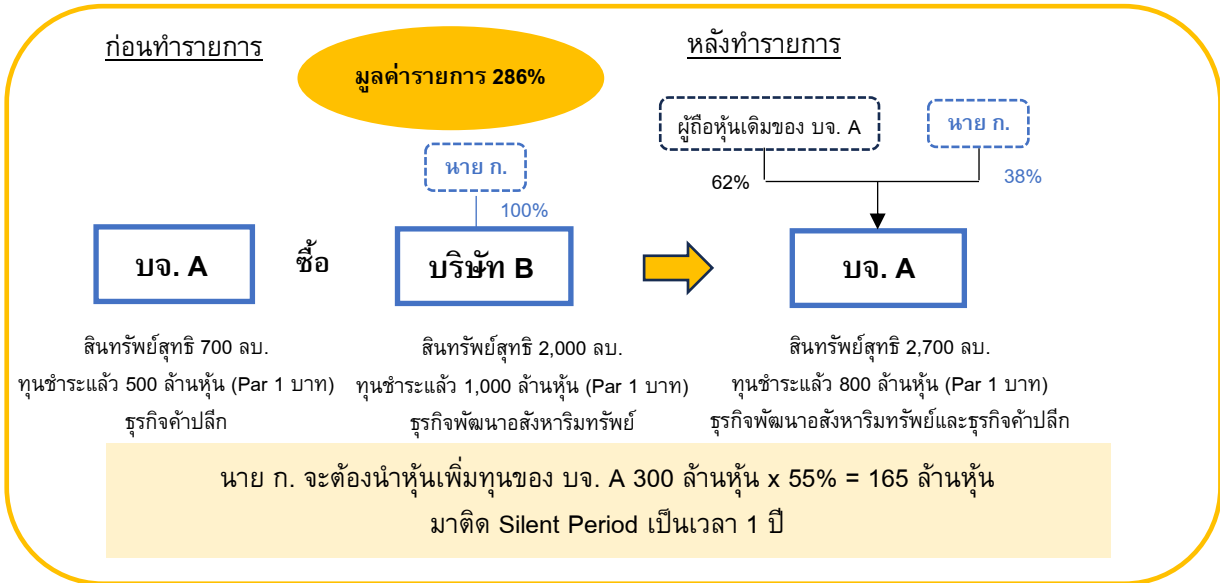 ก่อนทำรายการ
มูลค่ารายการ 286%
หลังทำรายการ
ผู้ถือหุ้นเดิมของ บจ. A
นาย ก.
นาย ก.
62%
38%
100%
บจ. A
ซื้อ
บริษัท B
บจ. A
สินทรัพย์สุทธิ 700 ลบ.
ทุนชำระแล้ว 500 ล้านหุ้น (Par 1 บาท)
ธุรกิจค้าปลีก
สินทรัพย์สุทธิ 2,000 ลบ.
ทุนชำระแล้ว 1,000 ล้านหุ้น (Par 1 บาท)
ธุรกิจพัฒนาอสังหาริมทรัพย์
สินทรัพย์สุทธิ 2,700 ลบ.
ทุนชำระแล้ว 800 ล้านหุ้น (Par 1 บาท)
ธุรกิจพัฒนาอสังหาริมทรัพย์และธุรกิจค้าปลีก
นาย ก. จะต้องนำหุ้นเพิ่มทุนของ บจ. A 300 ล้านหุ้น x 55% = 165 ล้านหุ้น
มาติด Silent Period เป็นเวลา 1 ปี